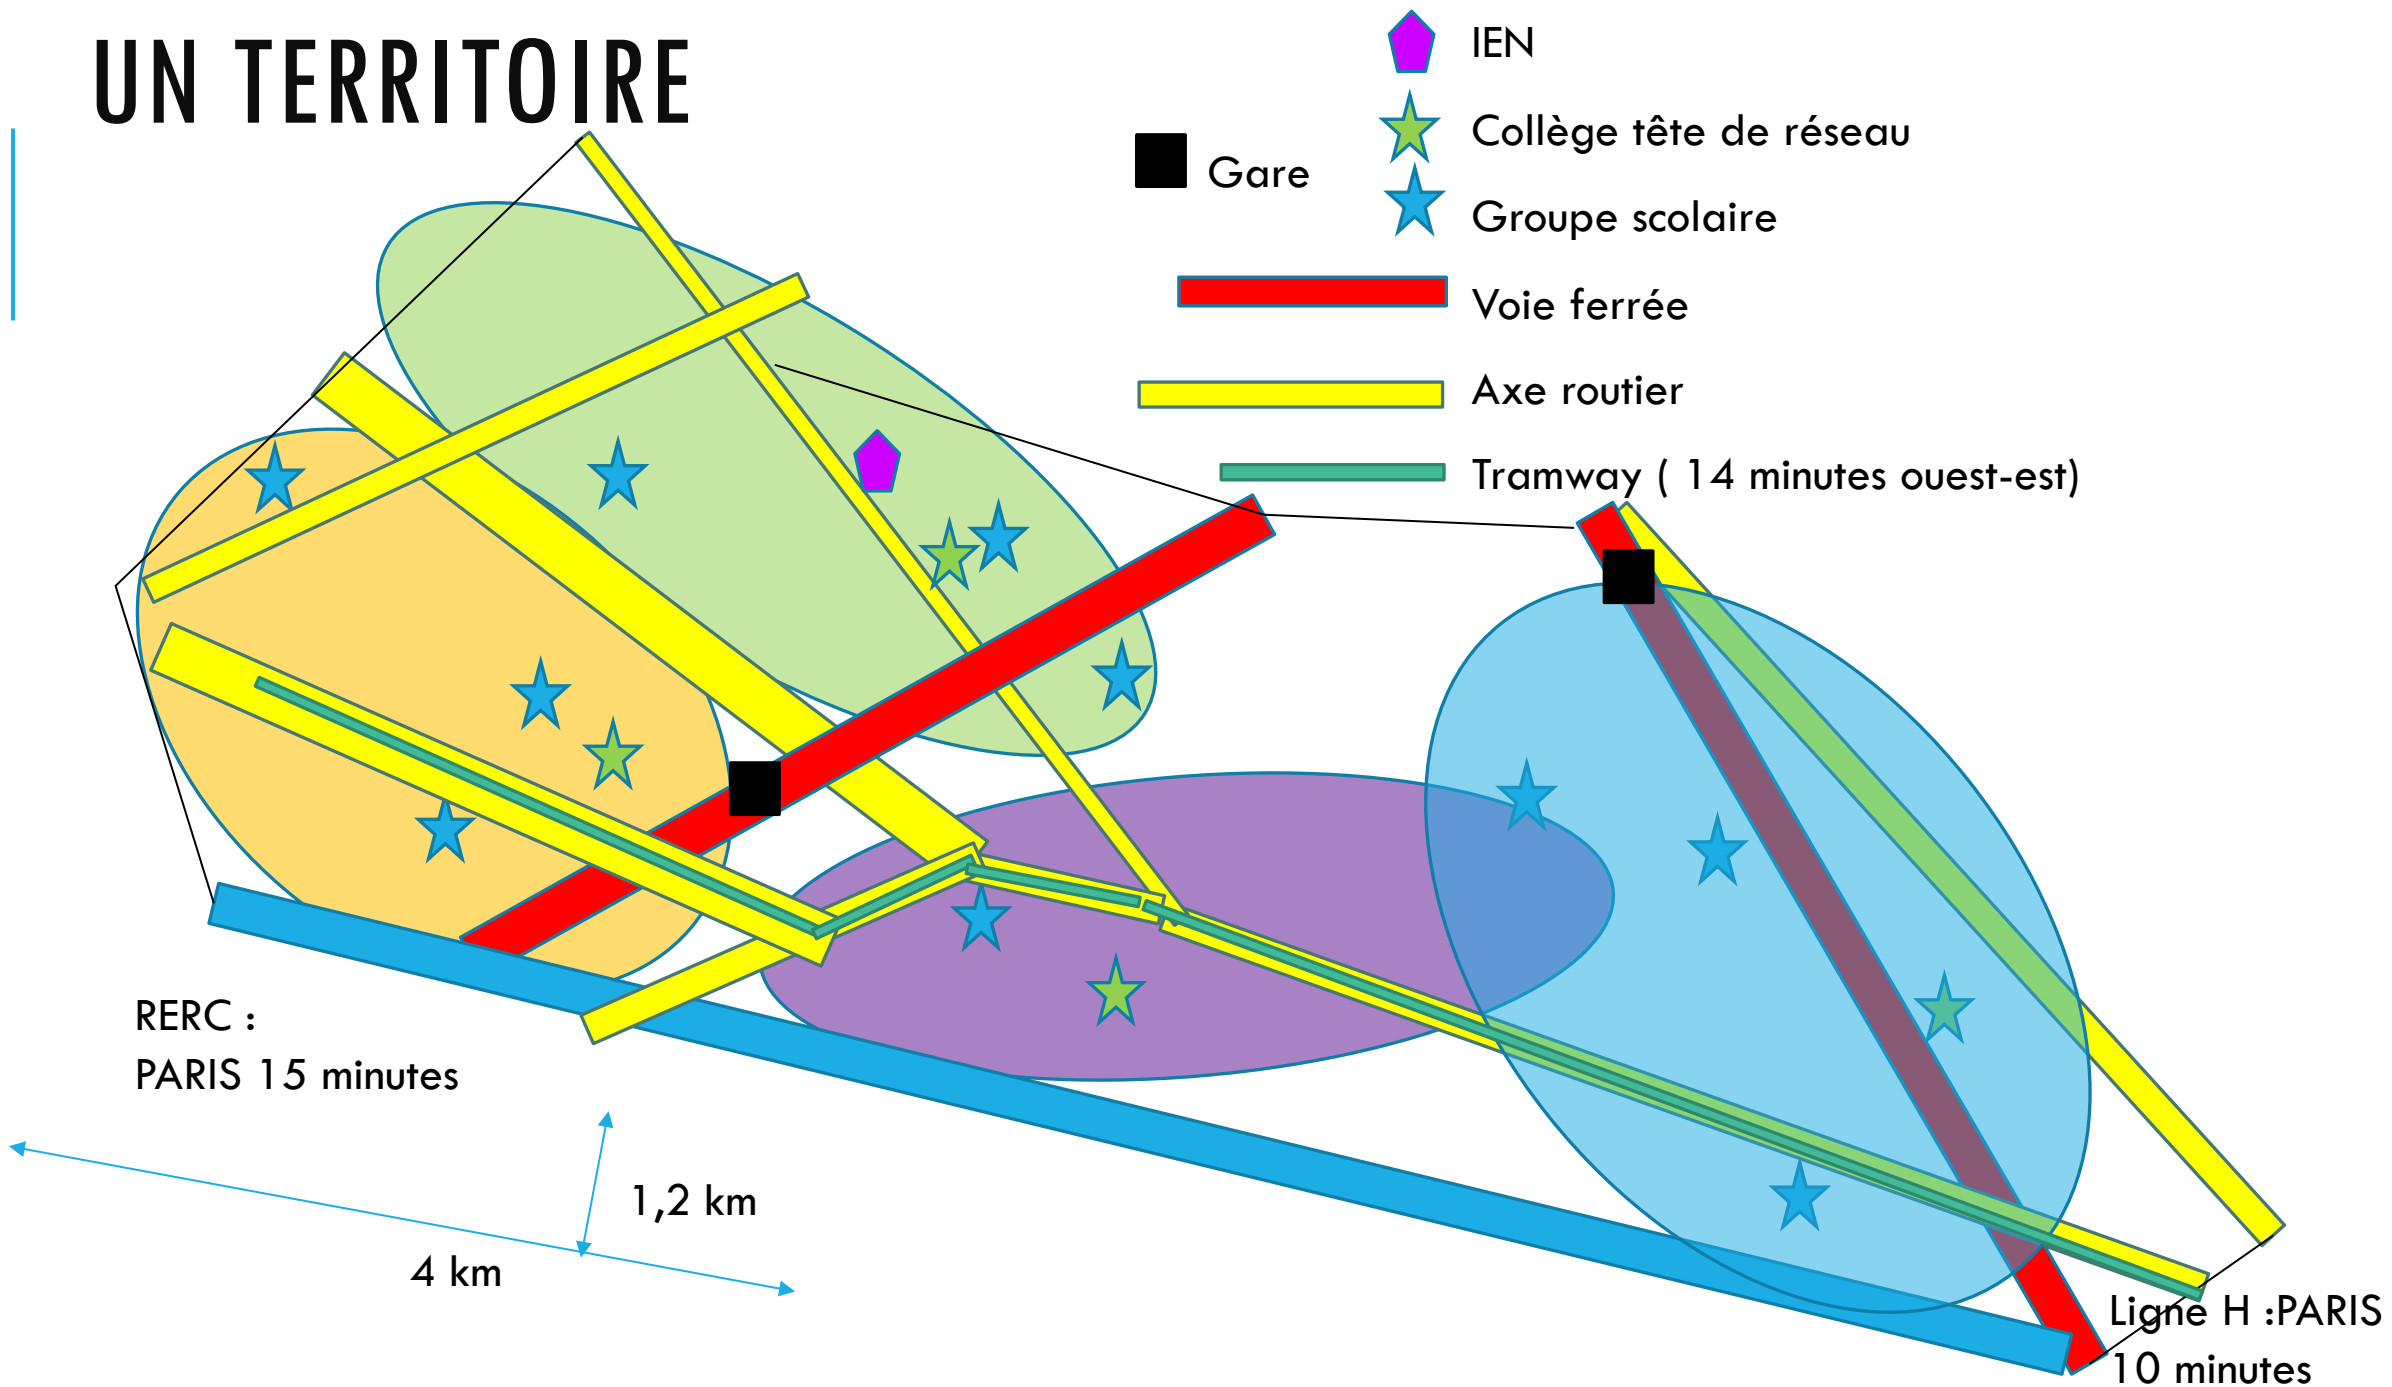 UN TERRITOIRE
IEN
Collège tête de réseau
Gare
Groupe scolaire
Voie ferrée
Axe routier
Tramway ( 14 minutes ouest-est)
RERC :
PARIS 15 minutes
1,2 km
4 km
Ligne H :PARIS
10 minutes